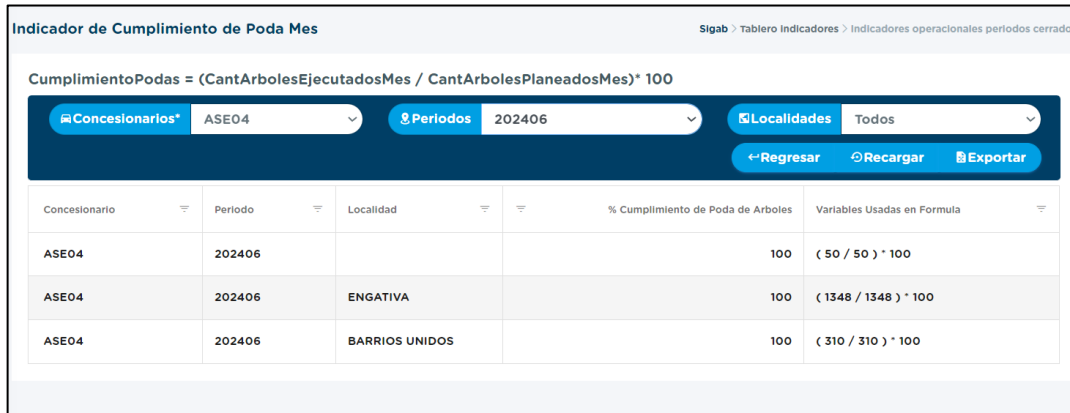 Indicador de Cumplimiento de Poda Mes
Sigab > Tablero Indicadores > Indicadores operacionales periodos cerrado
CumplimientoPodas = (CantArbolesEjecutadosMes / CantArbolesPlaneadosMes)* 100
Concesionarios* ASE04 Periodos 202406 Localidades Todos
Regresar Recargar Exportar
Concesionario Periodo Localidad % Cumplimiento de Poda de Arboles Variables Usadas en Formula
ASE04 202406 100 ( 50 / 50 ) * 100
ASE04 202406 ENGATIVA 100 ( 1348 / 1348 ) * 100
ASE04 202406 BARRIOS UNIDOS 100 ( 310 / 310 ) * 100